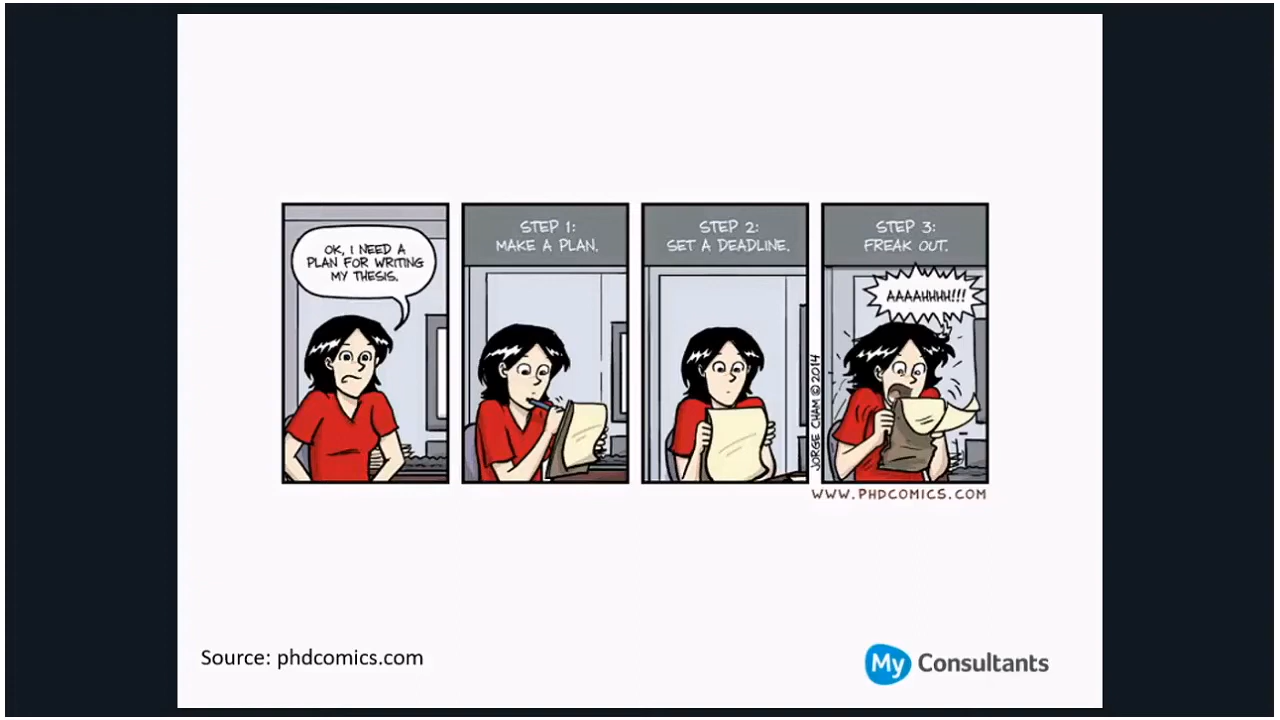 OK, I NEED A
PLAN FOR WRITING
MY THESIS.
STEP 1:
MAKE A PLAN.
STEP 2:
SET A DEADLINE.
STEP 3:
FREAK OUT.
AAAAHHHH!!!
JORGE CHAM © 2014
WWW.PHDCOMICS.COM
Source: phdcomics.com
My Consultants